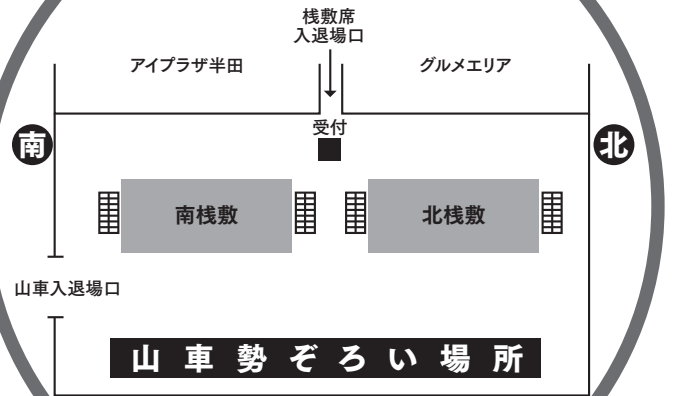 桟敷席
入退場口
アイプラザ半田
グルメエリア
受付
南
北
南桟敷
北桟敷
山車入退場口
山車勢ぞろい場所